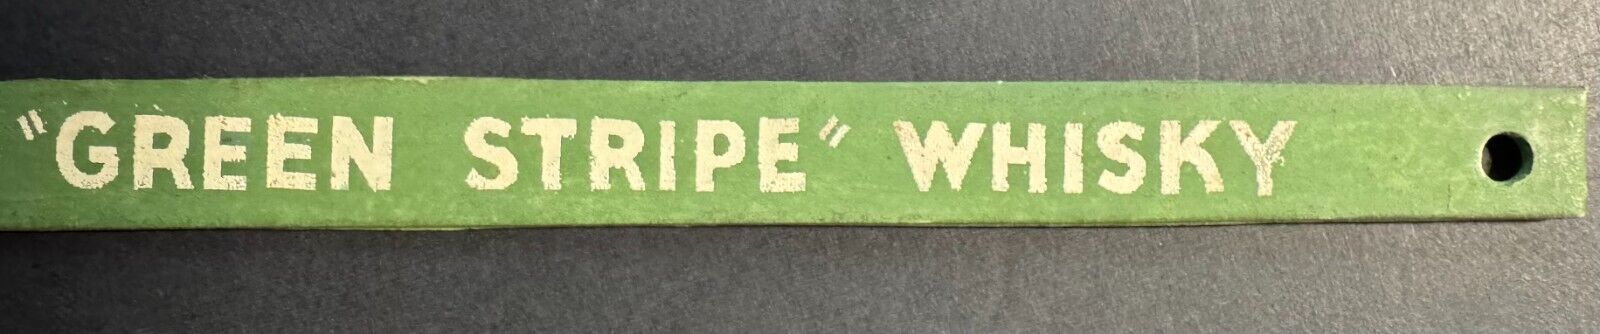 "GREEN STRIPE" WHISKY